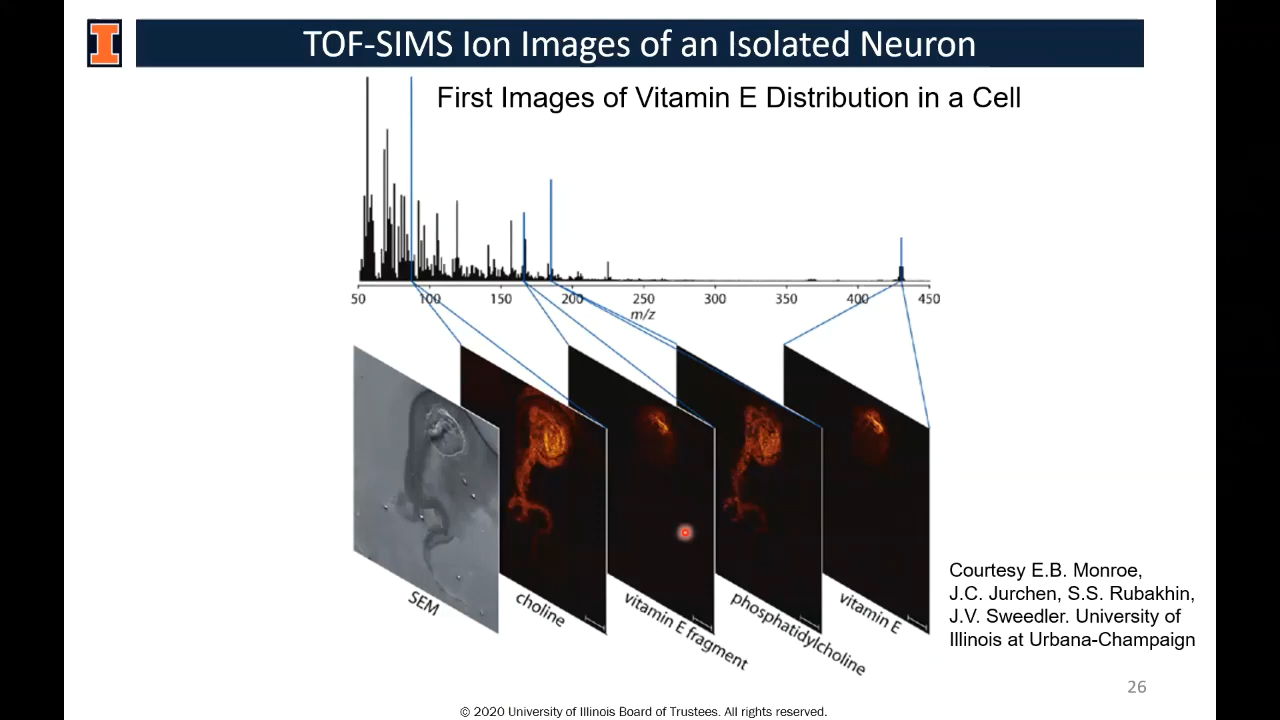 TOF-SIMS Ion Images of an Isolated Neuron
First Images of Vitamin E Distribution in a Cell
50 100 150 200 250 300 350 400 450
m/z
SEM
choline
vitamin E fragment
phosphatidylcholine
vitamin E
Courtesy E.B. Monroe,
J.C. Jurchen, S.S. Rubakhin,
J.V. Sweedler. University of
Illinois at Urbana-Champaign
26
© 2020 University of Illinois Board of Trustees. All rights reserved.